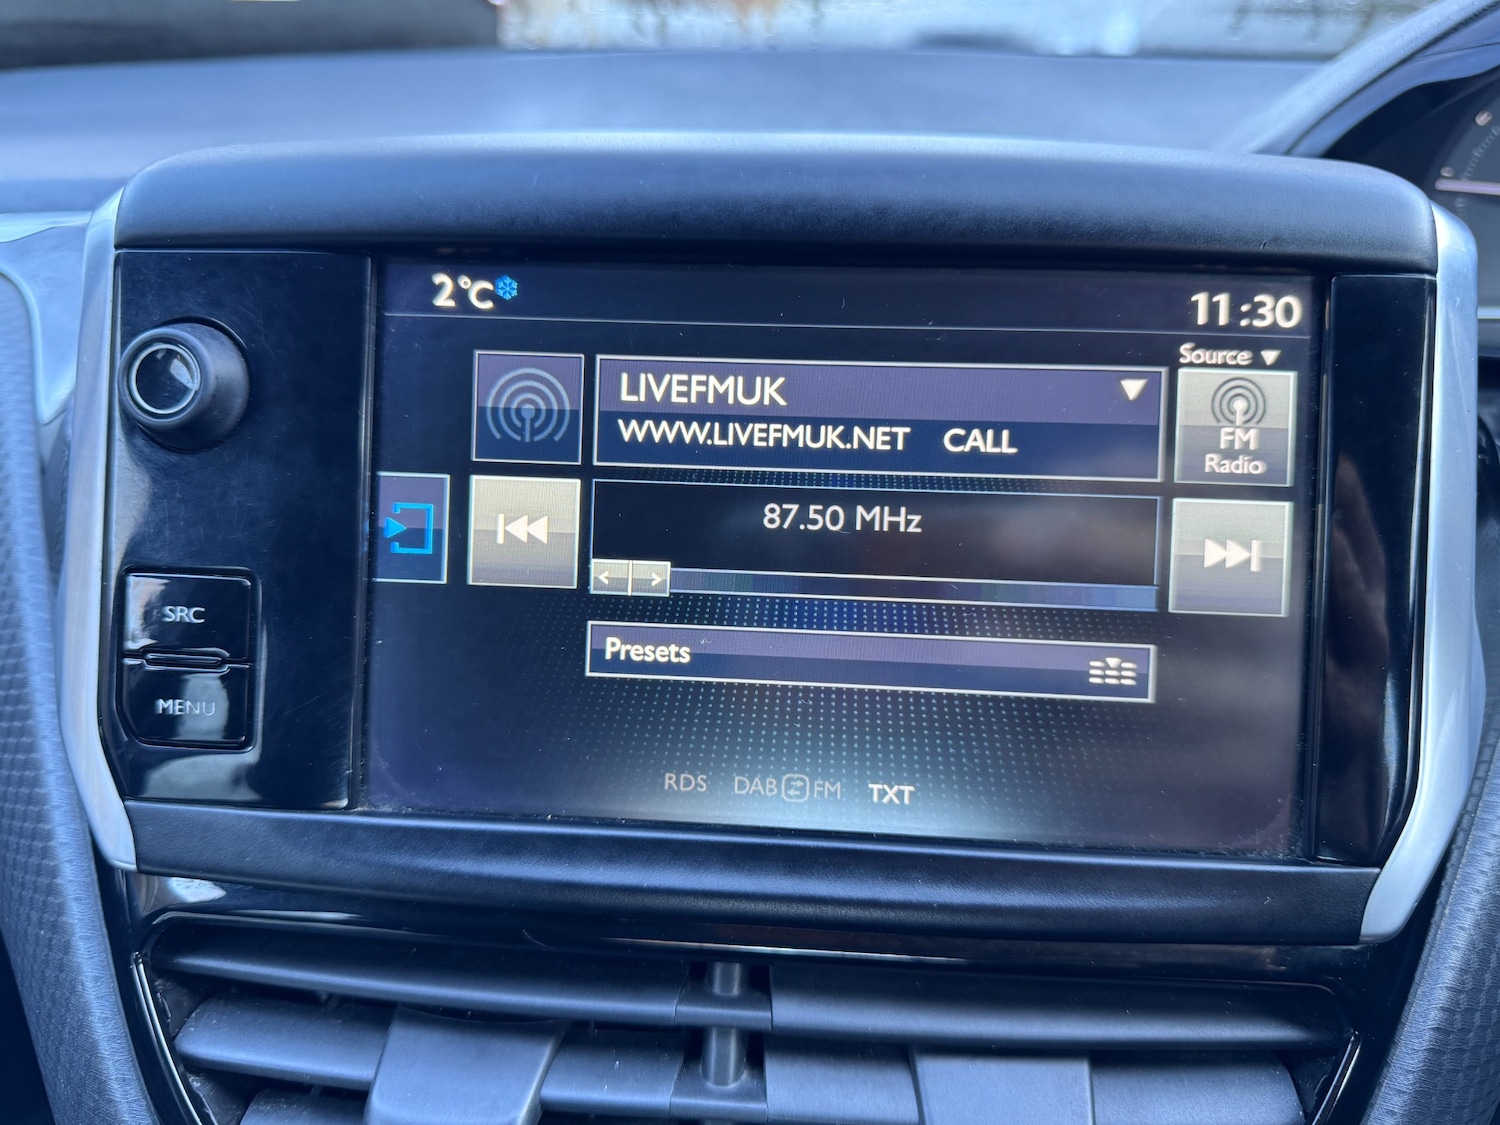 2°C
11:30
Source
LIVEFMUK
WWW.LIVEFMUK.NET CALL
FM
Radio
87.50 MHz
SRC
Presets
MENU
RDS DAB FM TXT